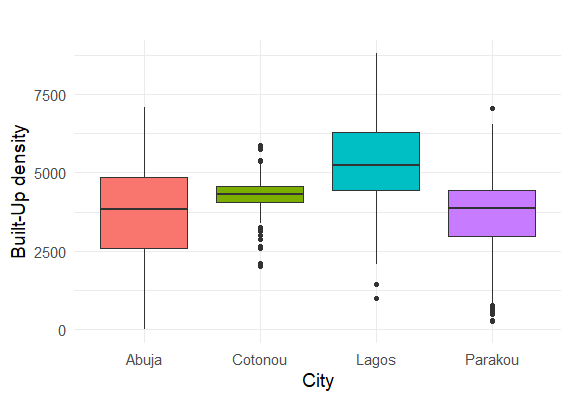 7500
5000
2500
0
Built-Up density
Abuja Cotonou Lagos Parakou
City